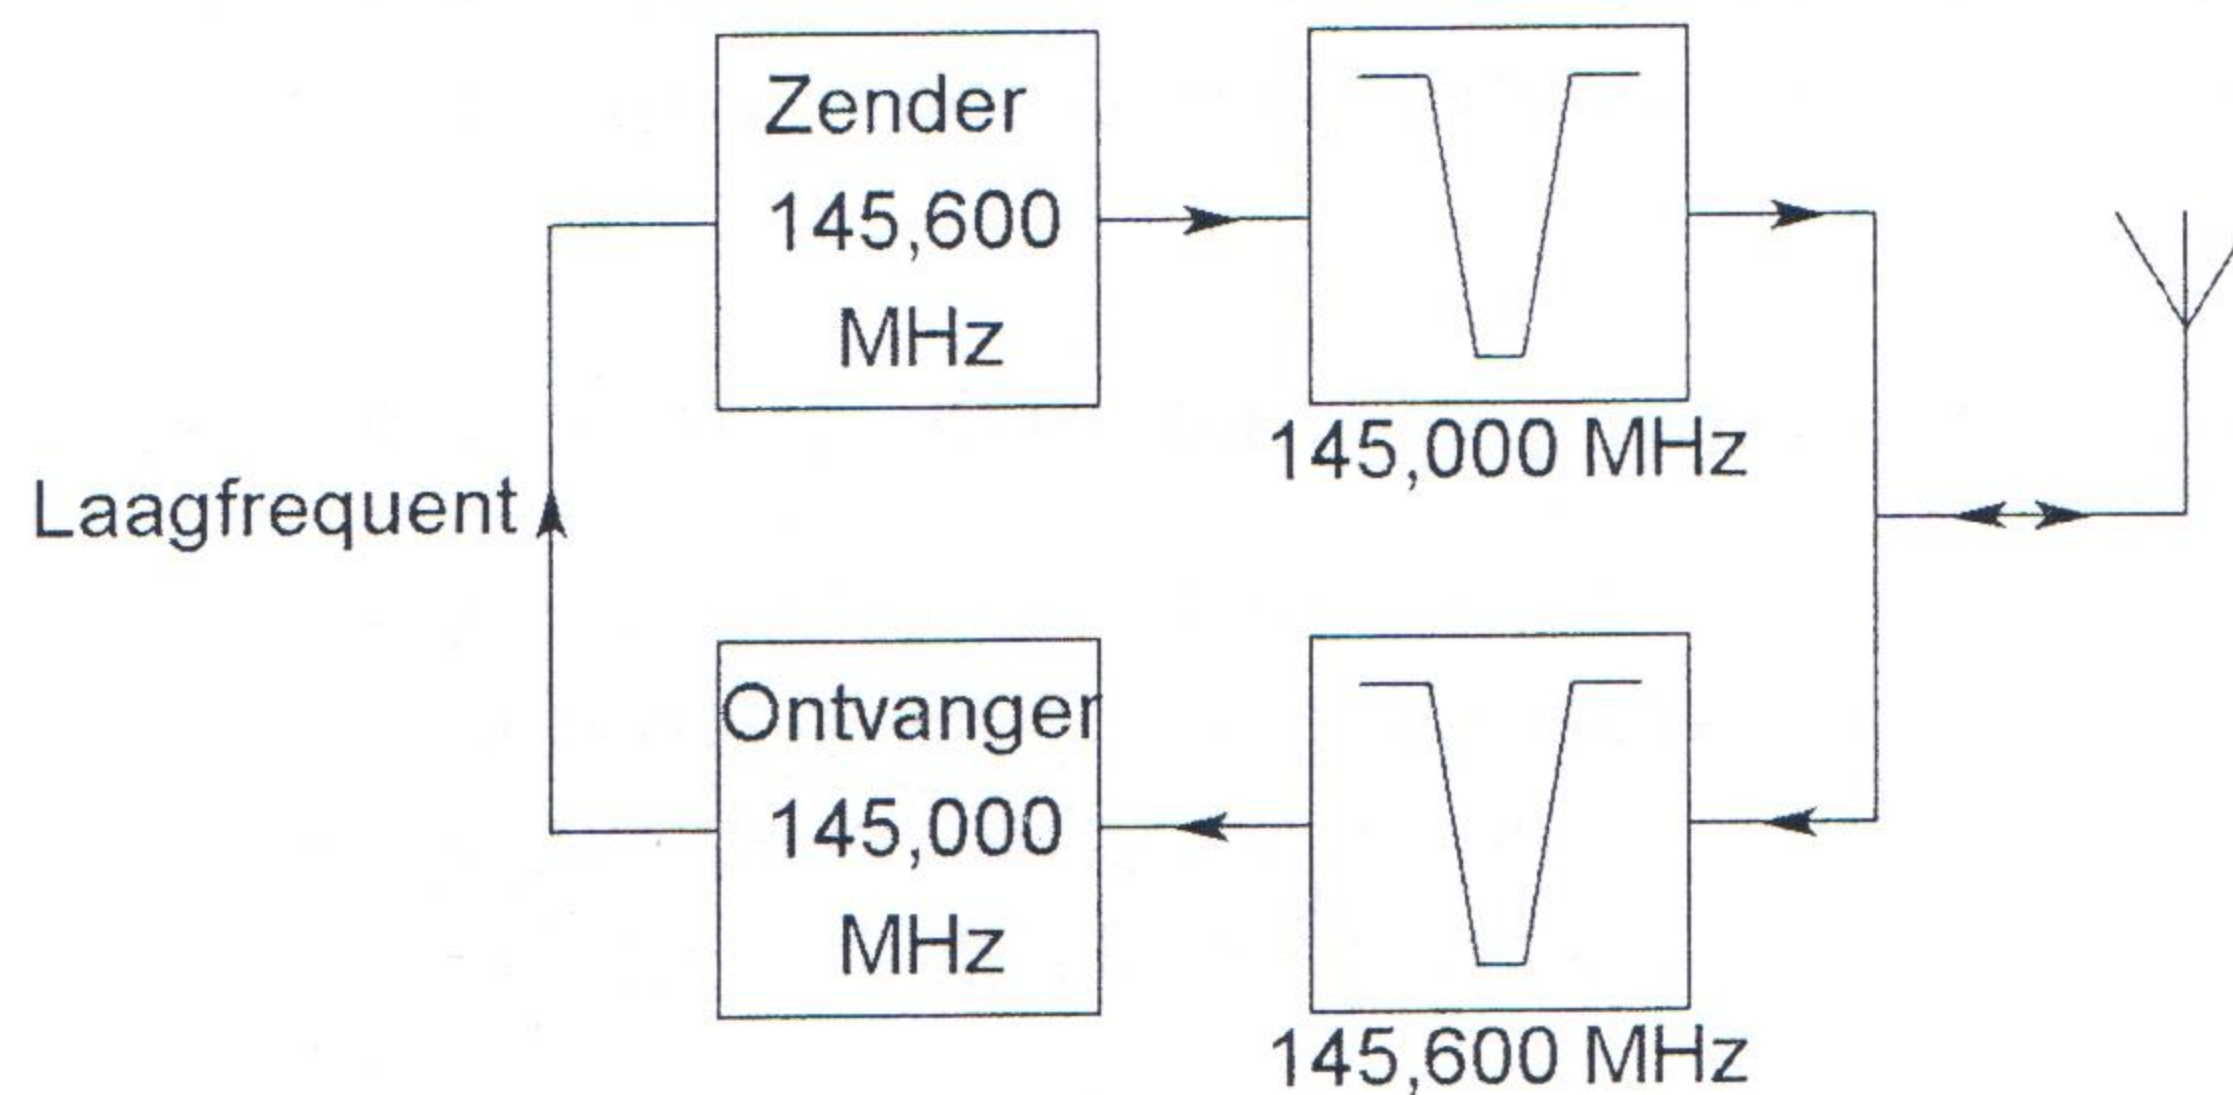 Zender
145,600
MHz
145,000 MHz
Laagfrequent
Ontvanger
145,000
MHz
145,600 MHz